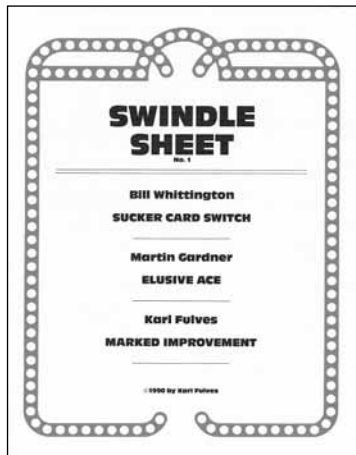 SWINDLE
SHEET
No. 1
Bill Whittington
SUCKER CARD SWITCH
Martin Gardner
ELUSIVE ACE
Karl Fulves
MARKED IMPROVEMENT
©1990 by Karl Fulves